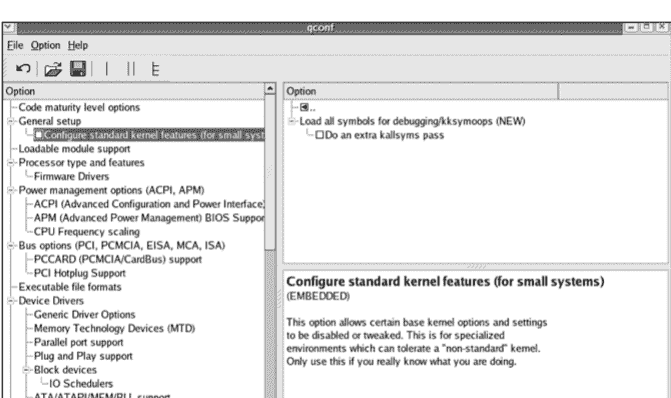 qconf
File Option Help
Option
Code maturity level options
General setup
Configure standard kernel features (for small syst
Loadable module support
Processor type and features
Firmware Drivers
Power management options (ACPI, APM)
ACPI (Advanced Configuration and Power Interface)
APM (Advanced Power Management) BIOS Suppor
CPU Frequency scaling
Bus options (PCI, PCMCIA, EISA, MCA, ISA)
PCCARD (PCMCIA/CardBus) support
PCI Hotplug Support
Executable file formats
Device Drivers
Generic Driver Options
Memory Technology Devices (MTD)
Parallel port support
Plug and Play support
Block devices
IO Schedulers
ATA/ATAPI/MFM/RLL support
Option
..
Load all symbols for debugging/kksymoops (NEW)
Do an extra kallsyms pass
Configure standard kernel features (for small systems)
(EMBEDDED)
This option allows certain base kernel options and settings
to be disabled or tweaked. This is for specialized
environments which can tolerate a "non-standard" kernel.
Only use this if you really know what you are doing.